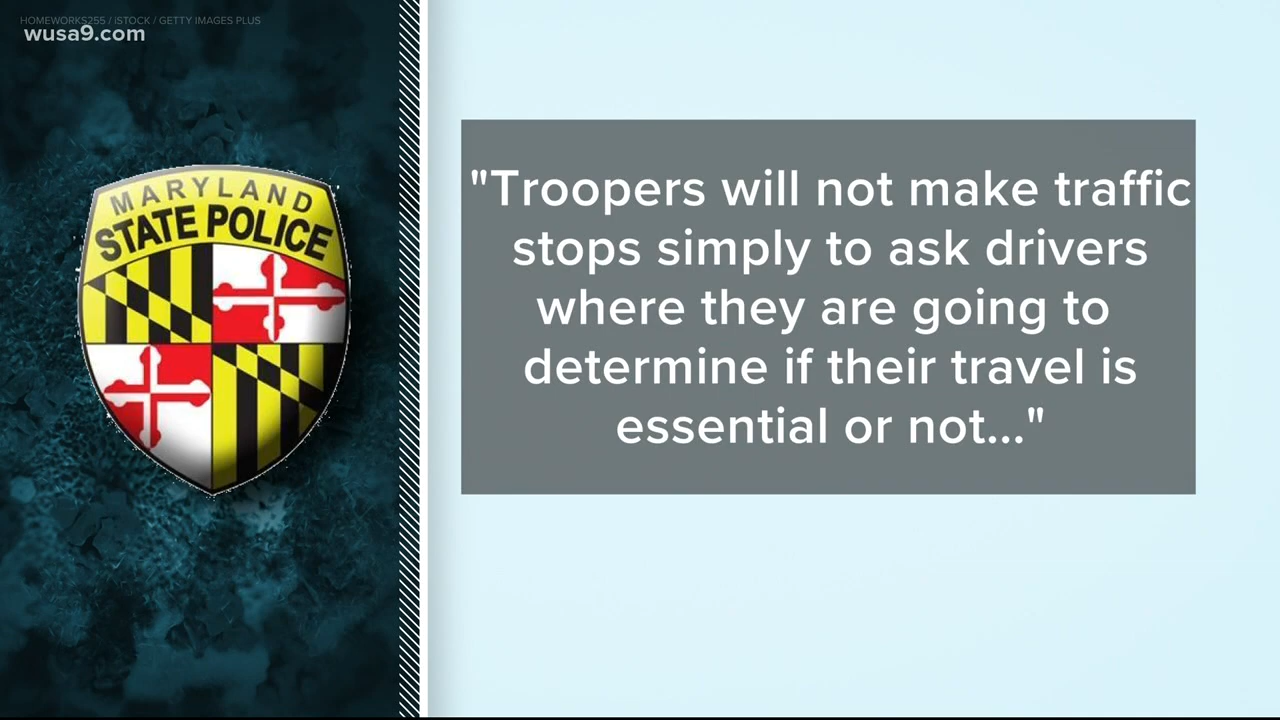 HOMEWORKS255 / iSTOCK / GETTY IMAGES PLUS
wusa9.com
MARYLAND
STATE POLICE
"Troopers will not make traffic
stops simply to ask drivers
where they are going to
determine if their travel is
essential or not..."